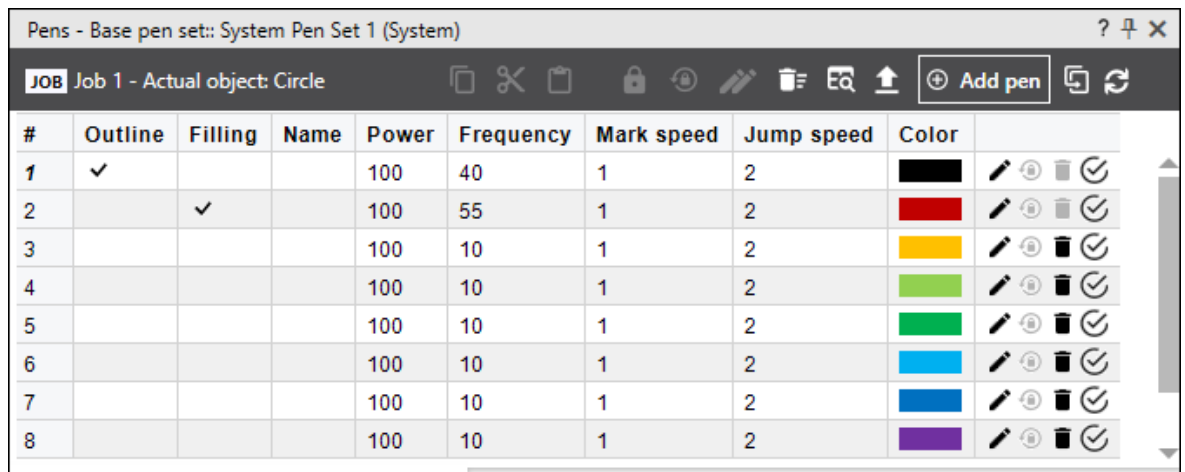 Pens - Base pen set:: System Pen Set 1 (System) ?
JOB Job 1 - Actual object: Circle Add pen
# Outline Filling Name Power Frequency Mark speed Jump speed Color
1 100 40 1 2
2 100 55 1 2
3 100 10 1 2
4 100 10 1 2
5 100 10 1 2
6 100 10 1 2
7 100 10 1 2
8 100 10 1 2